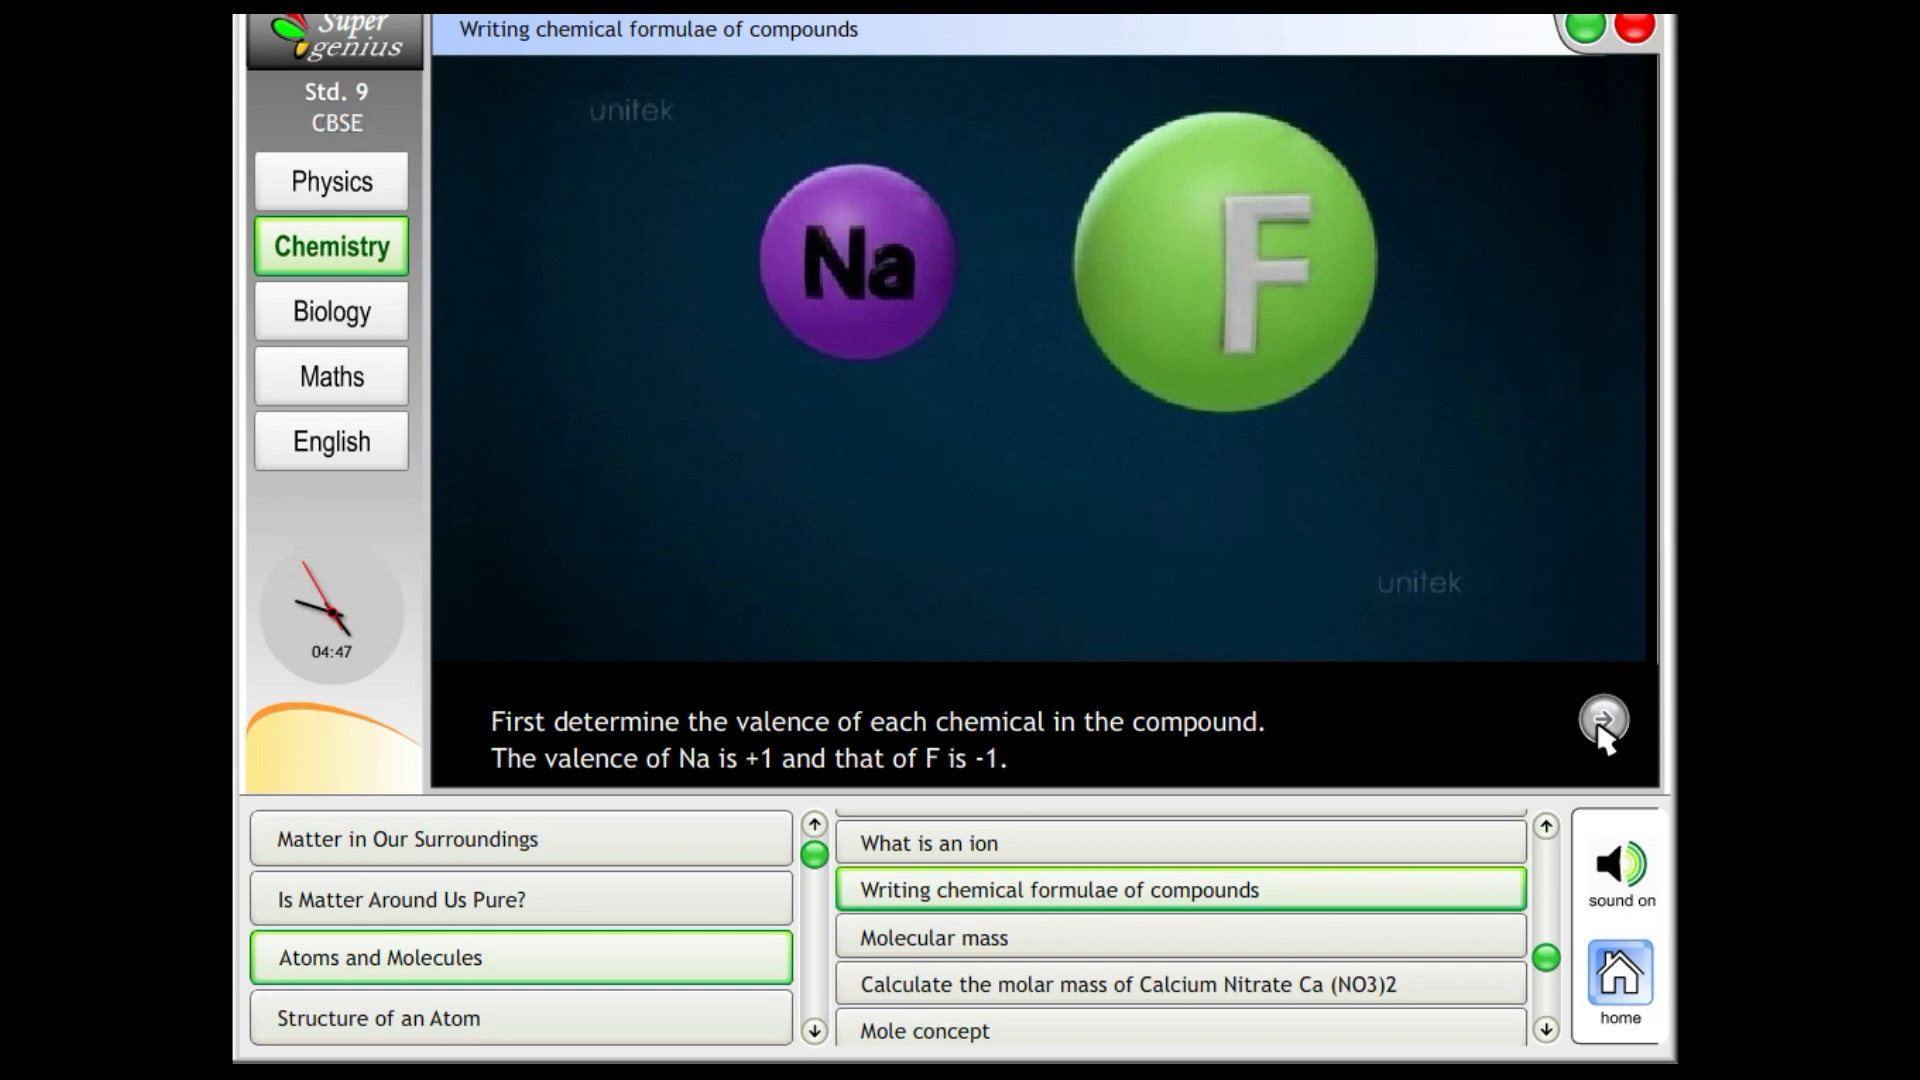 Super
genius
Writing chemical formulae of compounds
Std. 9
CBSE
Physics
Chemistry
Biology
Maths
English
04:47
unitek
Na
F
unitek
First determine the valence of each chemical in the compound.
The valence of Na is +1 and that of F is -1.
Matter in Our Surroundings
Is Matter Around Us Pure?
Atoms and Molecules
Structure of an Atom
What is an ion
Writing chemical formulae of compounds
Molecular mass
Calculate the molar mass of Calcium Nitrate Ca (NO3)2
Mole concept
sound on
home